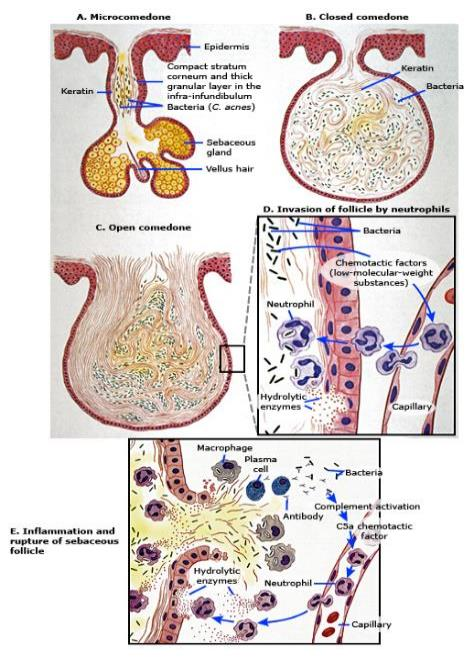 A. Microcomedone
Epidermis
Compact stratum
corneum and thick
granular layer in the
infra-infundibulum
Keratin
Bacteria (C. acnes)
Sebaceous
gland
Vellus hair
B. Closed comedone
Keratin
Bacteria
C. Open comedone
D. Invasion of follicle by neutrophils
Bacteria
Chemotactic factors
(low-molecular-weight
substances)
Neutrophil
Hydrolytic
enzymes
Capillary
E. Inflammation and
rupture of sebaceous
follicle
Macrophage
Plasma
cell
Bacteria
Antibody
Complement activation
C5a chemotactic
factor
Hydrolytic
enzymes
Neutrophil
Capillary